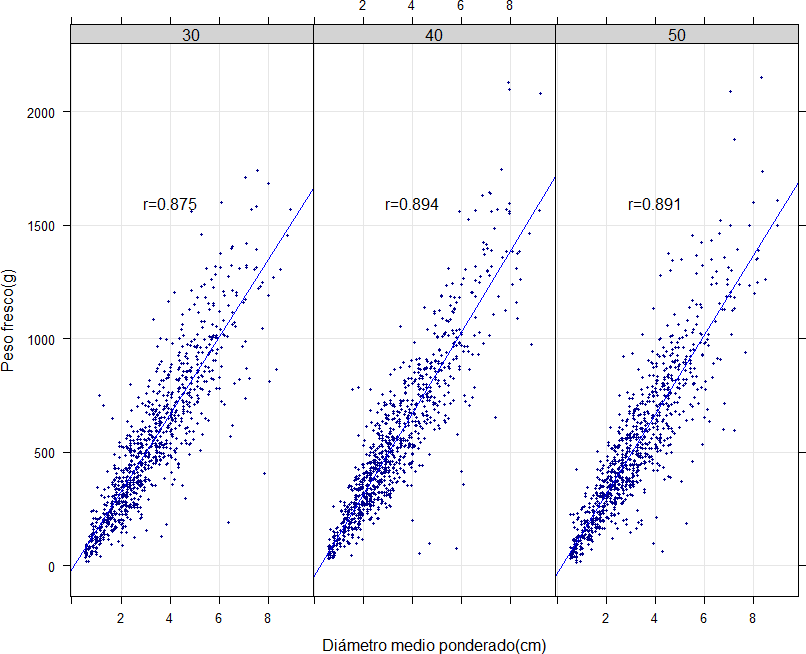 2 4 6 8
30 40 50
2000
r=0.875 r=0.894 r=0.891
1500
1000
500
0
Peso fresco(g)
2 4 6 8 2 4 6 8
Diámetro medio ponderado(cm)